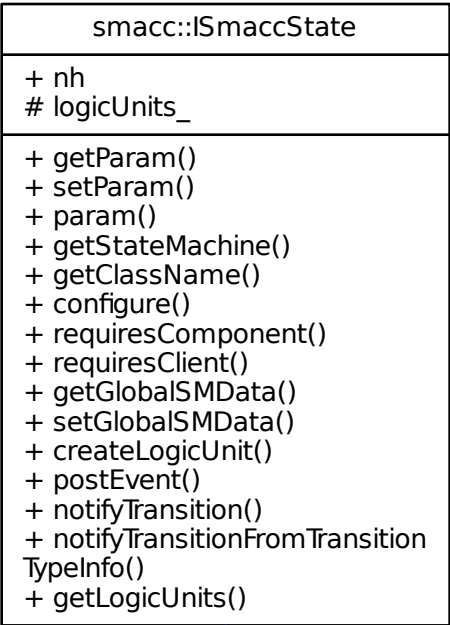 smacc::ISmaccState
+ nh
# logicUnits_
+ getParam()
+ setParam()
+ param()
+ getStateMachine()
+ getClassName()
+ configure()
+ requiresComponent()
+ requiresClient()
+ getGlobalSMData()
+ setGlobalSMData()
+ createLogicUnit()
+ postEvent()
+ notifyTransition()
+ notifyTransitionFromTransition
TypeInfo()
+ getLogicUnits()